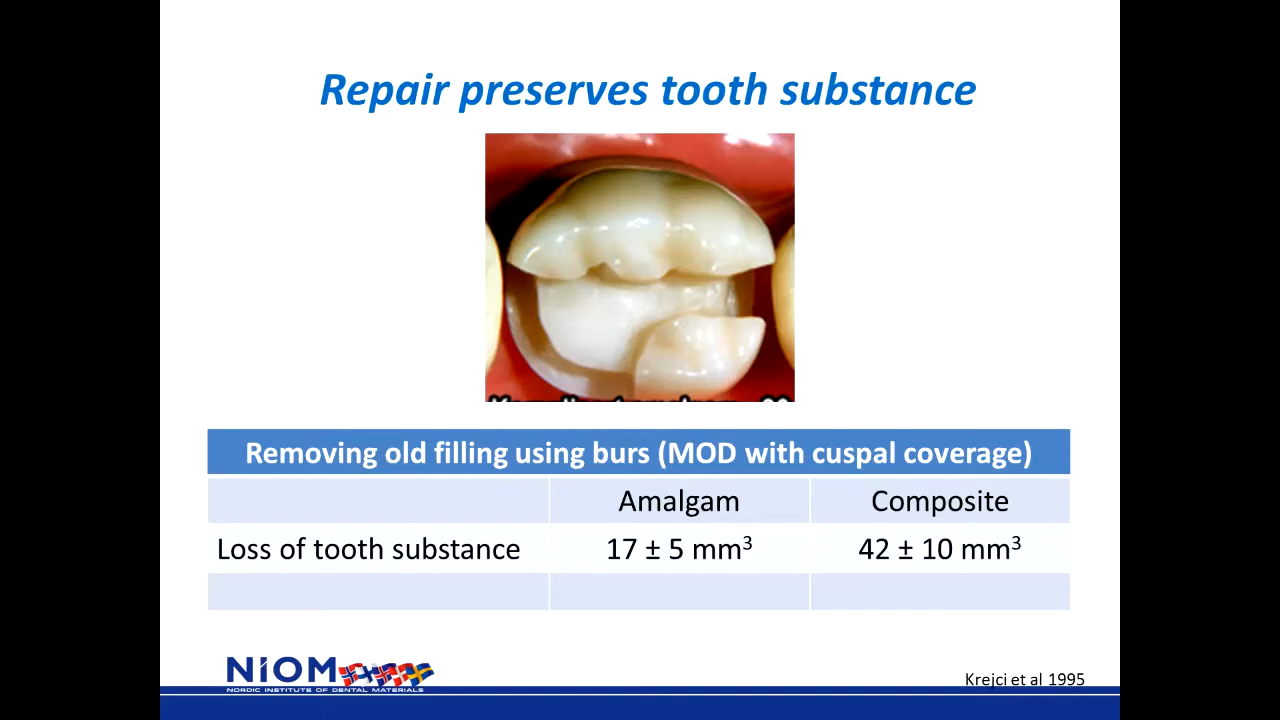 Repair preserves tooth substance
Removing old filling using burs (MOD with cuspal coverage)
Amalgam Composite
Loss of tooth substance 17 ± 5 mm³ 42 ± 10 mm³
NIOM
NORDIC INSTITUTE OF DENTAL MATERIALS
Krejci et al 1995